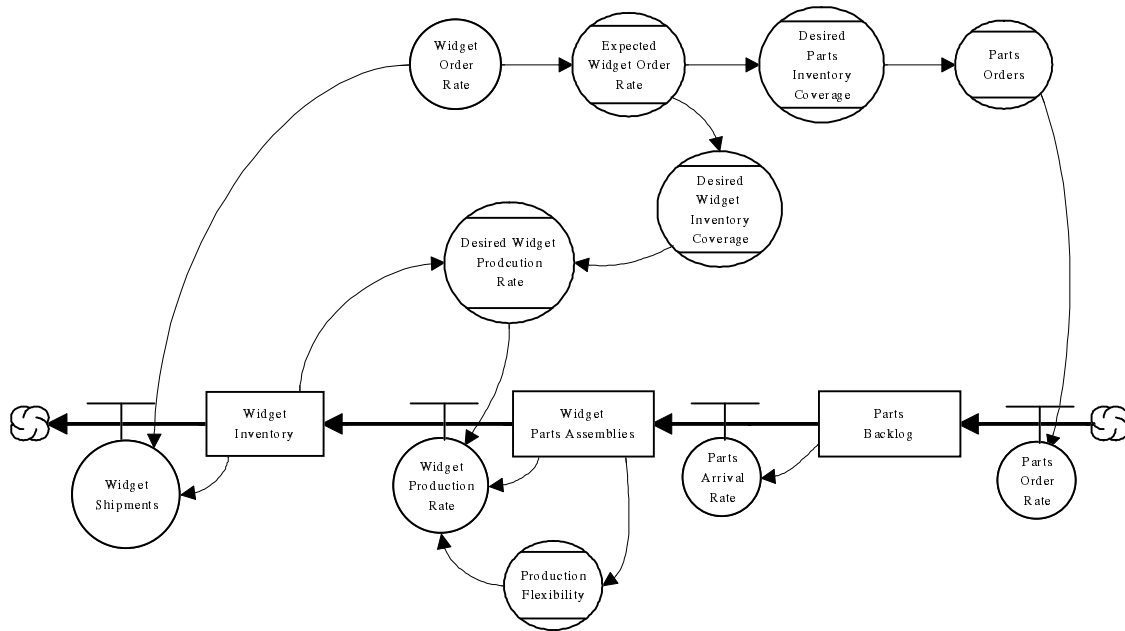 Widget
Order
Rate
Expected
Widget Order
Rate
Desired
Parts
Inventory
Coverage
Parts
Orders
Desired
Widget
Inventory
Coverage
Desired Widget
Prodcution
Rate
Widget
Inventory
Widget
Parts Assemblies
Parts
Backlog
Widget
Shipments
Widget
Production
Rate
Parts
Arrival
Rate
Parts
Order
Rate
Production
Flexibility